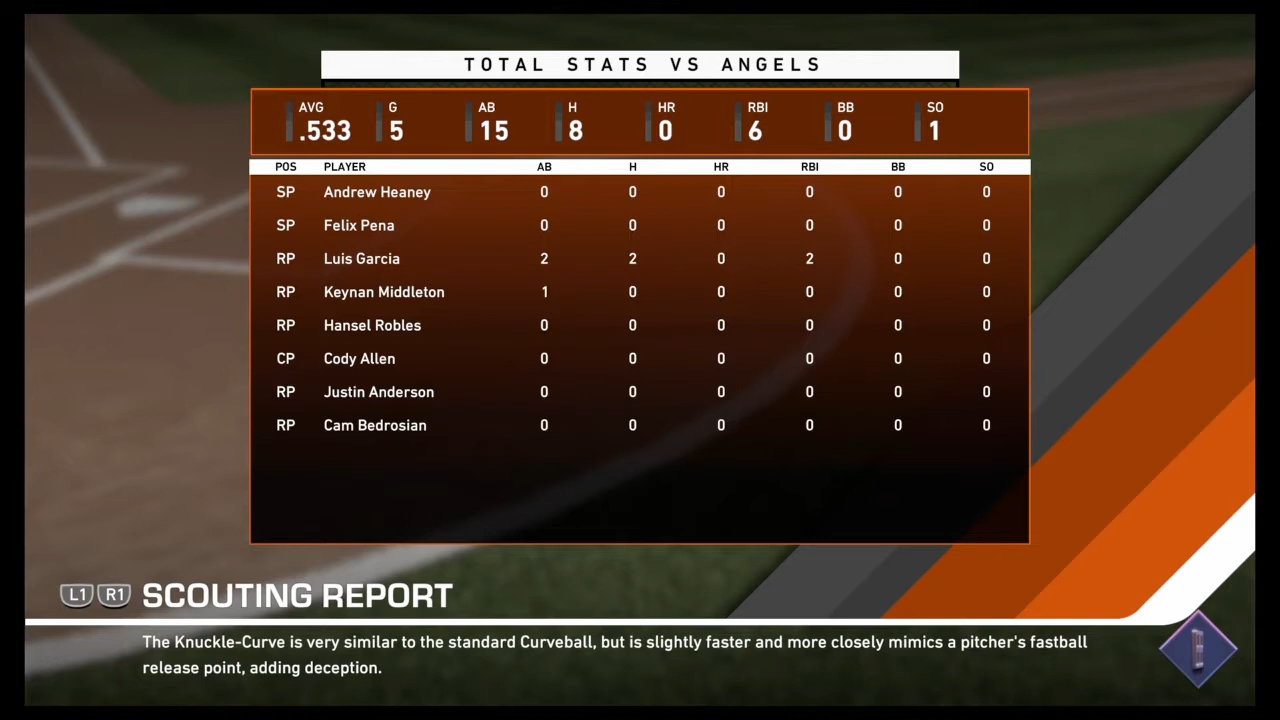 TOTAL STATS VS ANGELS
AVG G AB H HR RBI BB SO
.533 5 15 8 0 6 0 1
POS PLAYER AB H HR RBI BB SO
SP Andrew Heaney 0 0 0 0 0 0
SP Felix Pena 0 0 0 0 0 0
RP Luis Garcia 2 2 0 2 0 0
RP Keynan Middleton 1 0 0 0 0 0
RP Hansel Robles 0 0 0 0 0 0
CP Cody Allen 0 0 0 0 0 0
RP Justin Anderson 0 0 0 0 0 0
RP Cam Bedrosian 0 0 0 0 0 0
L1 R1 SCOUTING REPORT
The Knuckle-Curve is very similar to the standard Curveball, but is slightly faster and more closely mimics a pitcher's fastball
release point, adding deception.